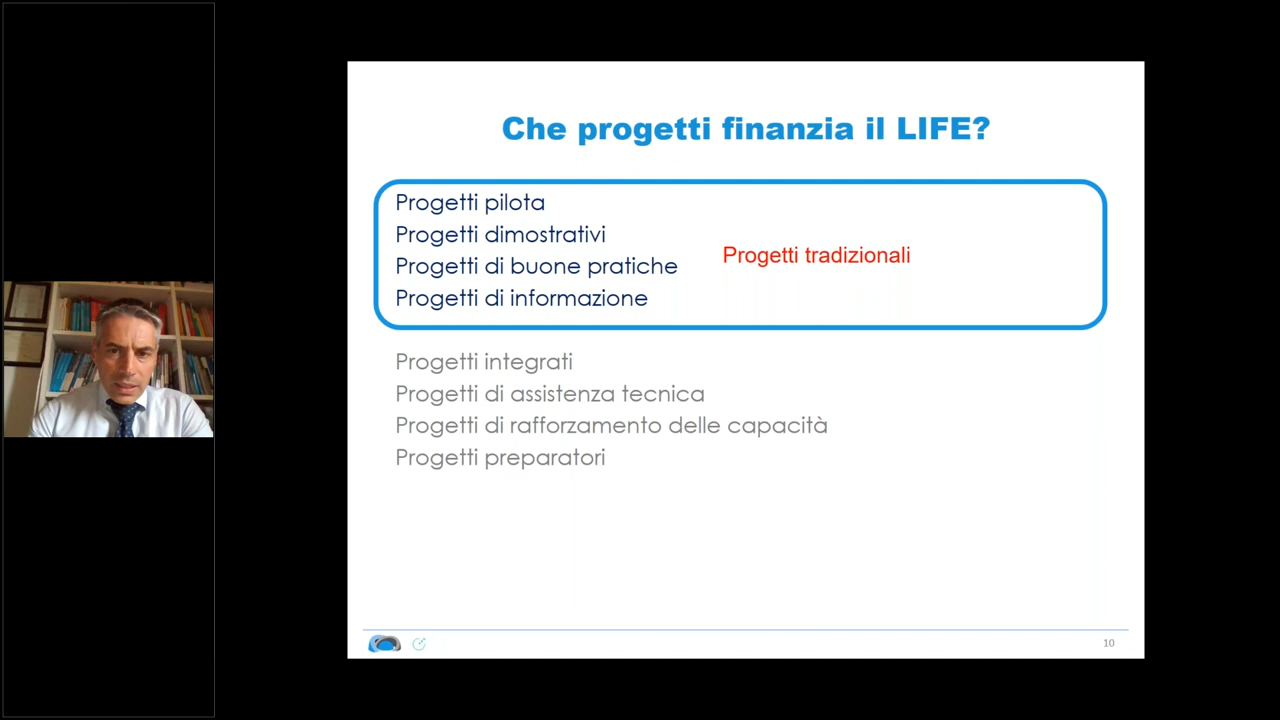 Che progetti finanzia il LIFE?
Progetti pilota
Progetti dimostrativi
Progetti di buone pratiche
Progetti di informazione
Progetti tradizionali
Progetti integrati
Progetti di assistenza tecnica
Progetti di rafforzamento delle capacità
Progetti preparatori
10